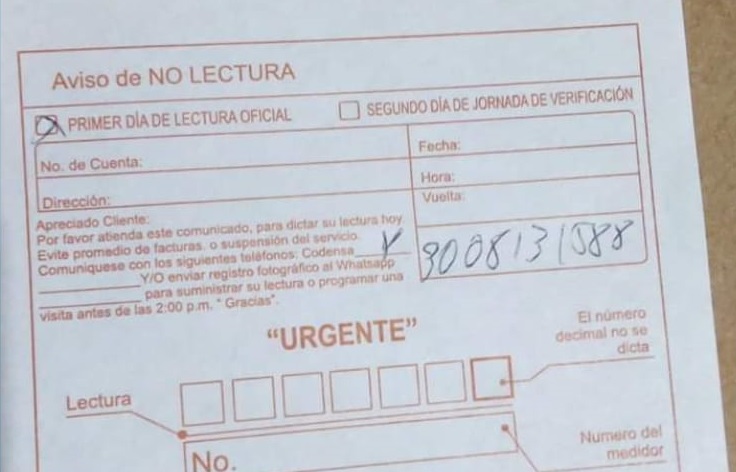 Aviso de NO LECTURA
PRIMER DÍA DE LECTURA OFICIAL
SEGUNDO DÍA DE JORNADA DE VERIFICACIÓN
No. de Cuenta:
Fecha:
Hora:
Dirección:
Vuelta:
Apreciado Cliente:
Por favor atienda este comunicado, para dictar su lectura hoy.
Evite promedio de facturas, o suspensión del servicio.
Comuniquese con los siguientes teléfonos: Codensa
Y/O enviar registro fotográfico al Whatsapp
para suministrar su lectura o programar una
visita antes de las 2:00 p.m. " Gracias".
3008131588
"URGENTE"
El número
decimal no se
dicta
Lectura
Numero del
medidor
No.